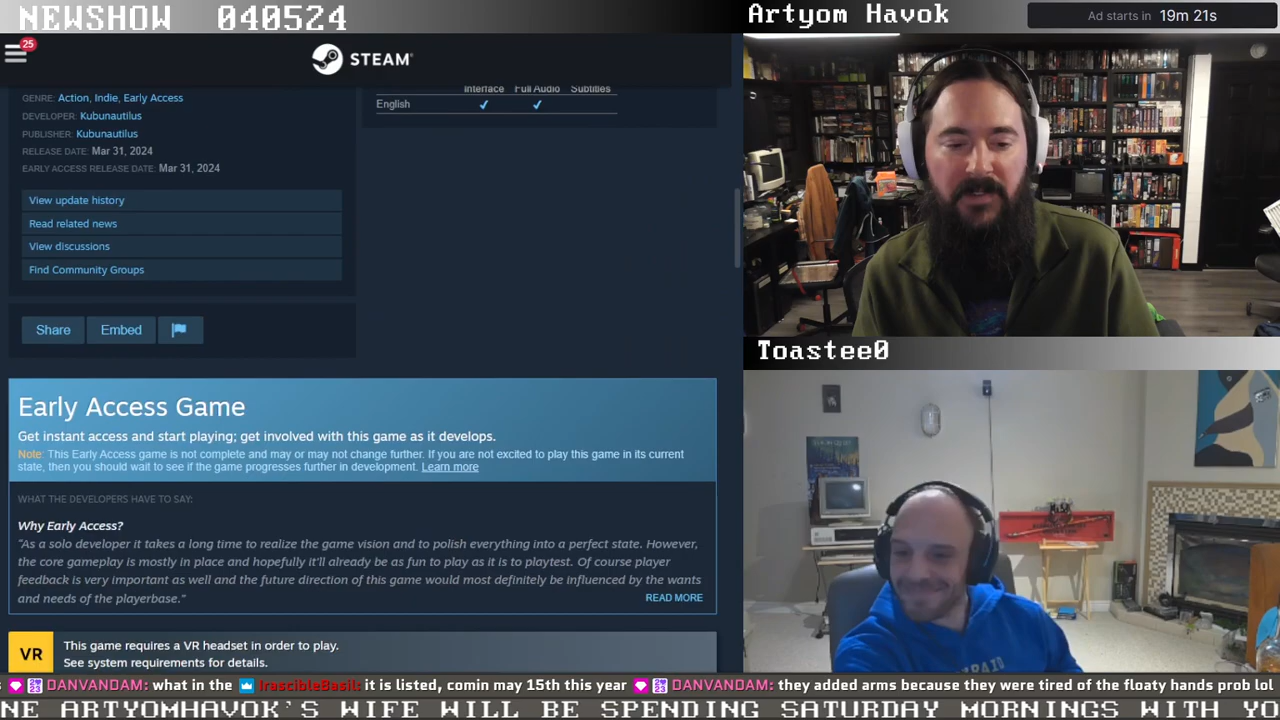 NEWSHOW 040524
Artyom Havok
Ad starts in 19m 21s
25
STEAM
GENRE: Action, Indie, Early Access
DEVELOPER: Kubunautilus
PUBLISHER: Kubunautilus
RELEASE DATE: Mar 31, 2024
EARLY ACCESS RELEASE DATE: Mar 31, 2024
Interface Full Audio Subtitles
English ✔ ✔
View update history
Read related news
View discussions
Find Community Groups
Share Embed
Toastee0
Early Access Game
Get instant access and start playing; get involved with this game as it develops.
Note: This Early Access game is not complete and may or may not change further. If you are not excited to play this game in its current
state, then you should wait to see if the game progresses further in development. Learn more
WHAT THE DEVELOPERS HAVE TO SAY:
Why Early Access?
"As a solo developer it takes a long time to realize the game vision and to polish everything into a perfect state. However,
the core gameplay is mostly in place and hopefully it'll already be as fun to play as it is to playtest. Of course player
feedback is very important as well and the future direction of this game would most definitely be influenced by the wants
and needs of the playerbase."
READ MORE
VR
This game requires a VR headset in order to play.
See system requirements for details.
DANVANDAM: what in the IrascibleBasil: it is listed, comin may 15th this year DANVANDAM: they added arms because they were tired of the floaty hands prob lol
NE ARTYOMHAVOK'S WIFE WILL BE SPENDING SATURDAY MORNINGS WITH YO